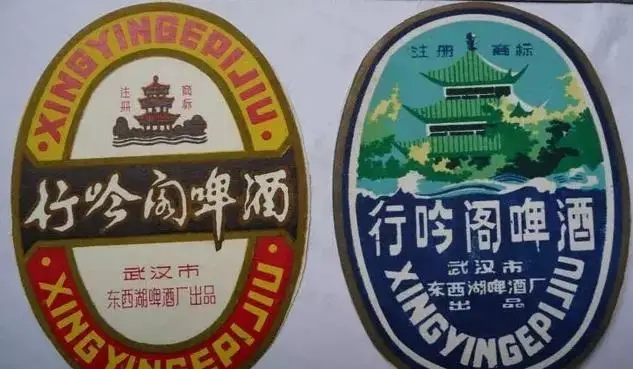 XINGYINGEPIJIU
注册 商标
行吟阁啤酒
武汉市
东西湖啤酒厂出品
XINGYINGEPIJIU
注册 商标
行吟阁啤酒
武汉市
东西湖啤酒厂
出品
XINGYINGEPIJIU